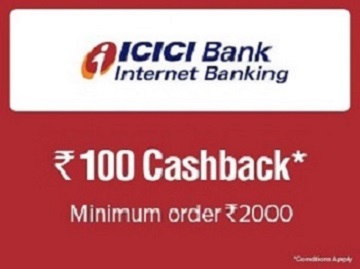 ICICI Bank
Internet Banking
₹100 Cashback*
Minimum order ₹2000
*Conditions Apply